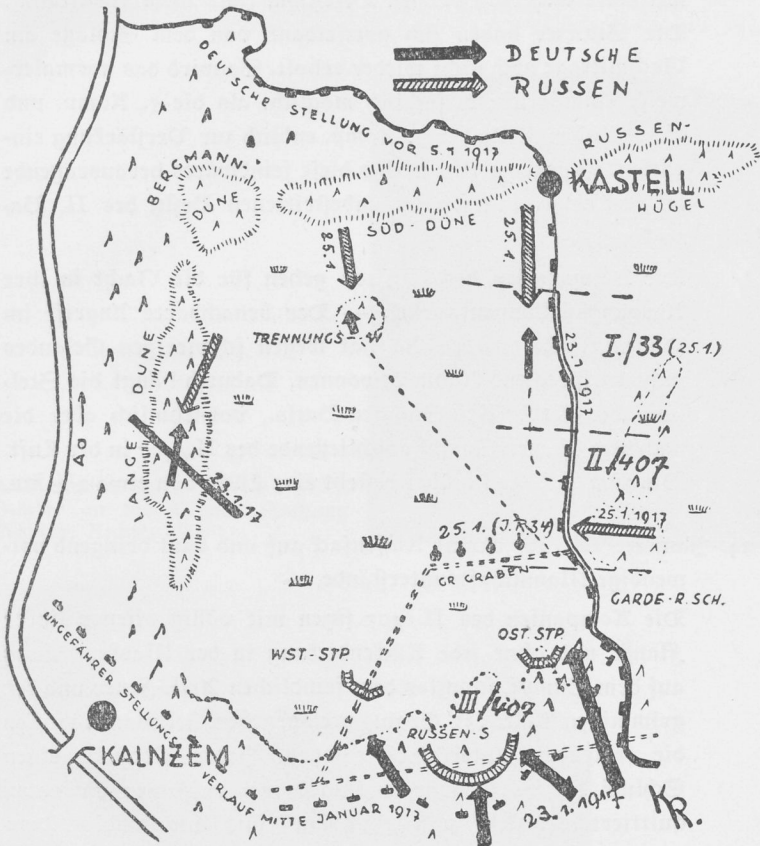 DEUTSCHE
RUSSEN
DEUTSCHE STELLUNG VOR 5.1 1917
RUSSEN-
HÜGEL
BERGMANN-
DÜNE
KASTELL
SÜD-DÜNE
25.1.
25.1.
TRENNUNGS-W
I./33 (25.1.)
23.1.1917
LANGE DÜNE
AA
II/407
25.1.1917
25.1. (J.R 34)
GR GRABEN
GARDE-R.SCH.
WST.STP.
OST.STP.
III/407
RUSSEN-S
UNGEFÄHRER STELLUNGS
VERLAUF MITTE JANUAR 1917
KALNZEM
23.1.1917
KR.